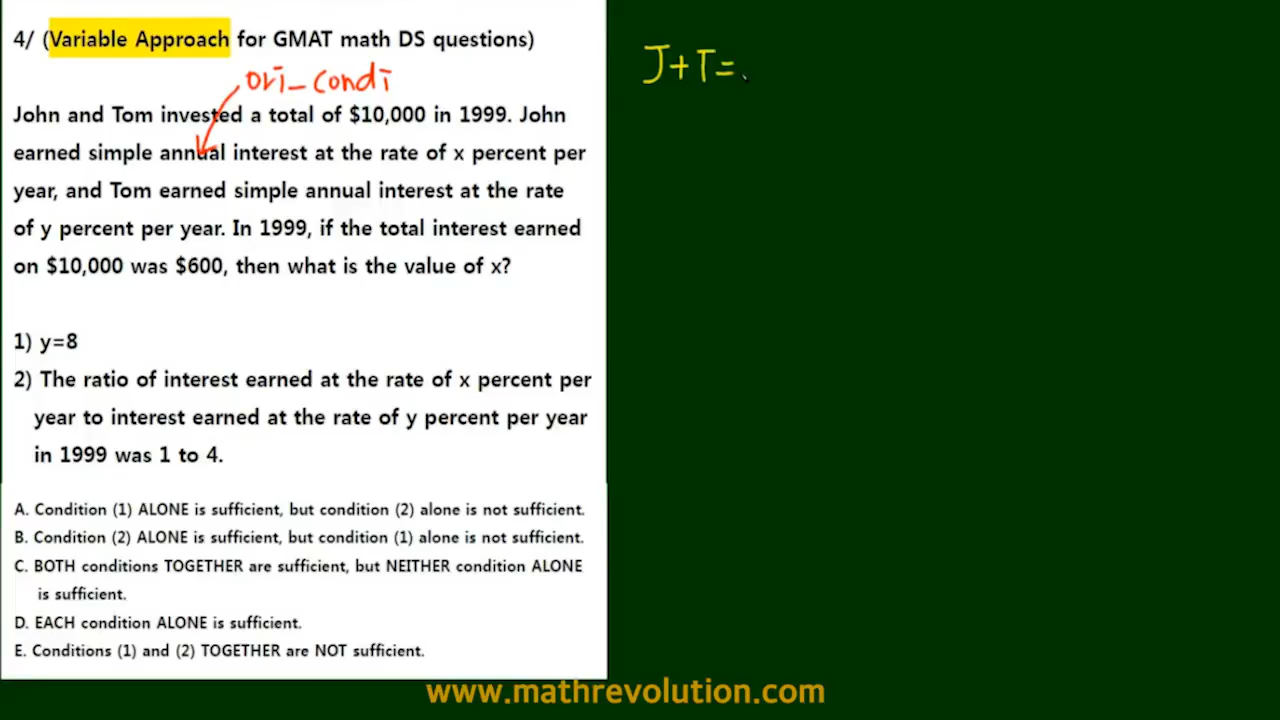 4/ (Variable Approach for GMAT math DS questions)
ori_condi
John and Tom invested a total of $10,000 in 1999. John
earned simple annual interest at the rate of x percent per
year, and Tom earned simple annual interest at the rate
of y percent per year. In 1999, if the total interest earned
on $10,000 was $600, then what is the value of x?
1) y=8
2) The ratio of interest earned at the rate of x percent per
year to interest earned at the rate of y percent per year
in 1999 was 1 to 4.
A. Condition (1) ALONE is sufficient, but condition (2) alone is not sufficient.
B. Condition (2) ALONE is sufficient, but condition (1) alone is not sufficient.
C. BOTH conditions TOGETHER are sufficient, but NEITHER condition ALONE
is sufficient.
D. EACH condition ALONE is sufficient.
E. Conditions (1) and (2) TOGETHER are NOT sufficient.
J+T=
www.mathrevolution.com